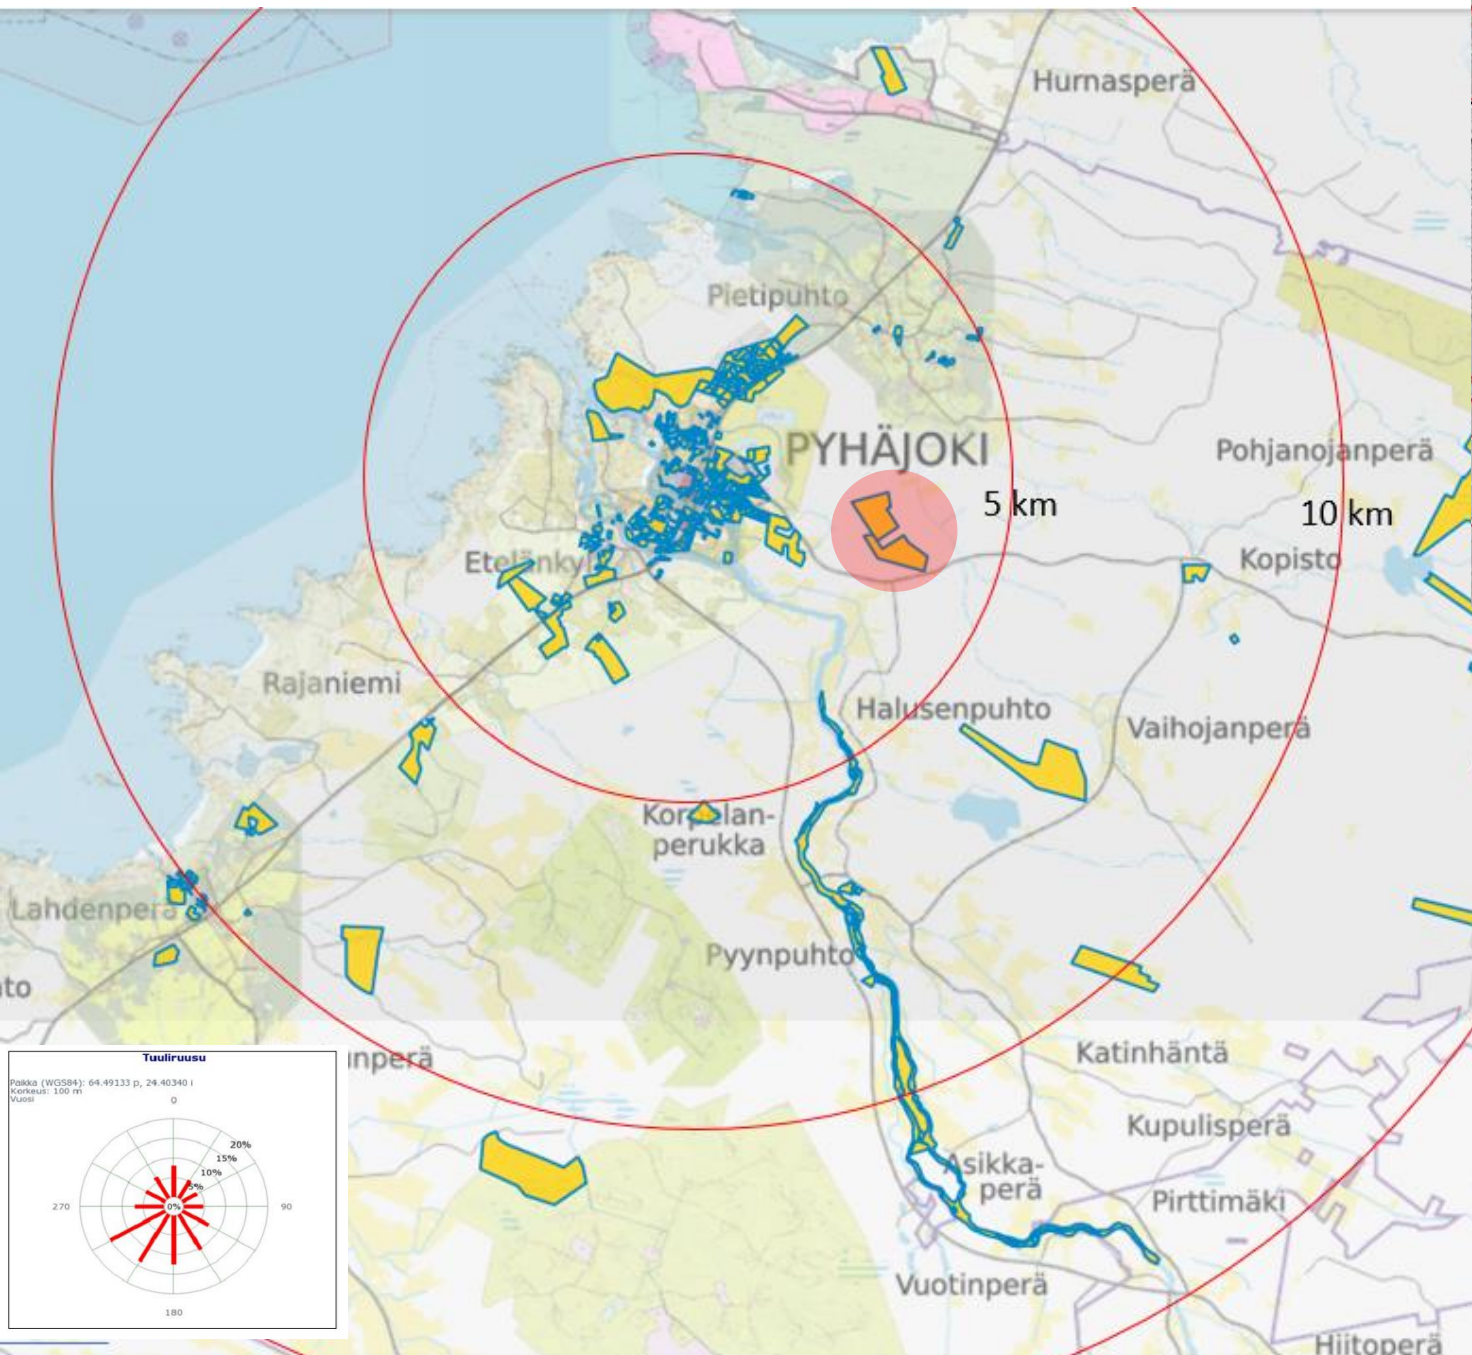 Hurnasperä
Pietipuhto
PYHÄJOKI
Pohjanojanperä
5 km
10 km
Kopisto
Rajaniemi
Halusenpuhto
Vaihojanperä
perukka
Lahdenperä
Pyynpuhto
Tuuliruusu
Paikka (WGS84): 64.49133 p, 24.40340 i
Korkeus: 100 m
Vuosi
0
20%
15%
10%
5%
0%
270
90
180
Katinhäntä
Kupulisperä
Asikka-
perä
Pirttimäki
Vuotinperä
Hiitoperä